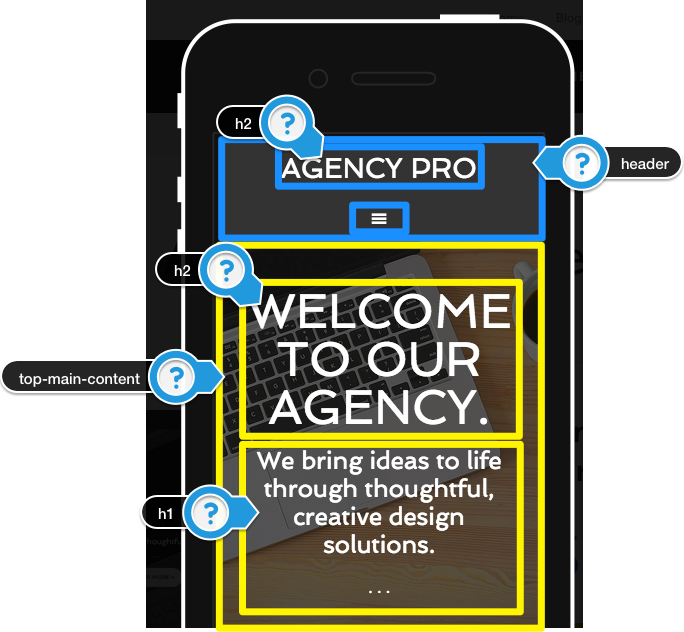 Blog
h2
?
AGENCY PRO
?
header
h2
?
WELCOME
TO OUR
AGENCY.
top-main-content
?
We bring ideas to life
through thoughtful,
creative design
solutions.
h1
?
...